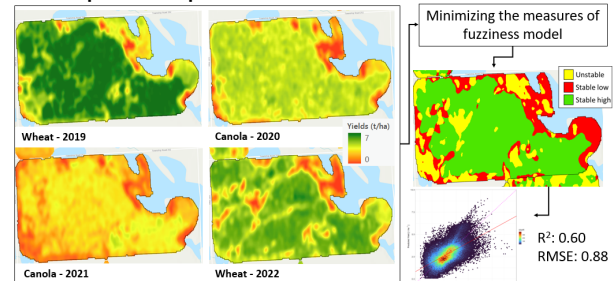 Minimizing the measures of
fuzziness model
Wheat - 2019
Canola - 2020
Yields (t/ha)
7
0
Canola - 2021
Wheat - 2022
Unstable
Stable low
Stable high
R²: 0.60
RMSE: 0.88